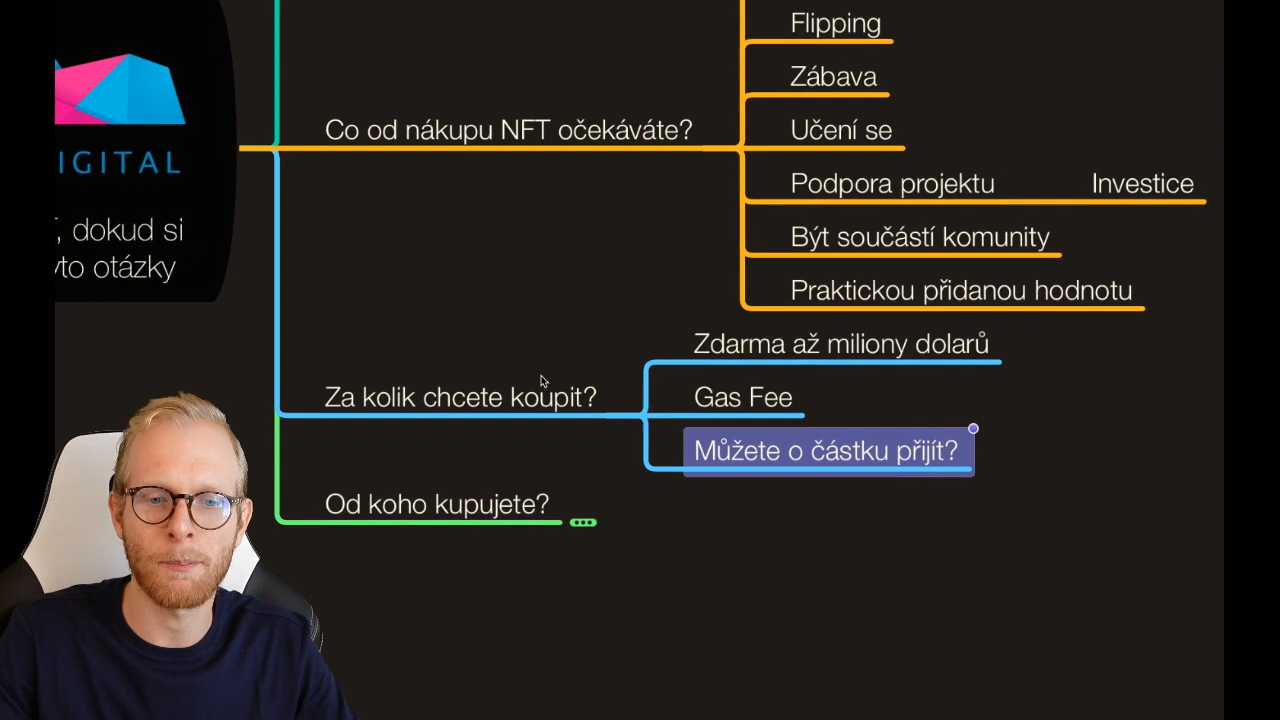 IGITAL
, dokud si
yto otázky
Co od nákupu NFT očekáváte?
Flipping
Zábava
Učení se
Podpora projektu Investice
Být součástí komunity
Praktickou přidanou hodnotu
Za kolik chcete koupit?
Zdarma až miliony dolarů
Gas Fee
Můžete o částku přijít?
Od koho kupujete?